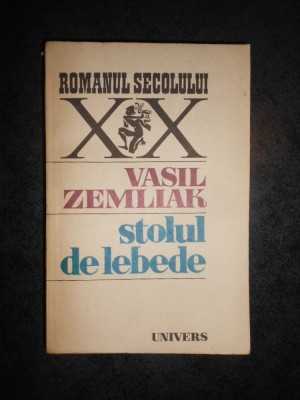 ROMANUL SECOLULUI
XX
VASIL
ZEMLIAK
stolul
de lebede
UNIVERS